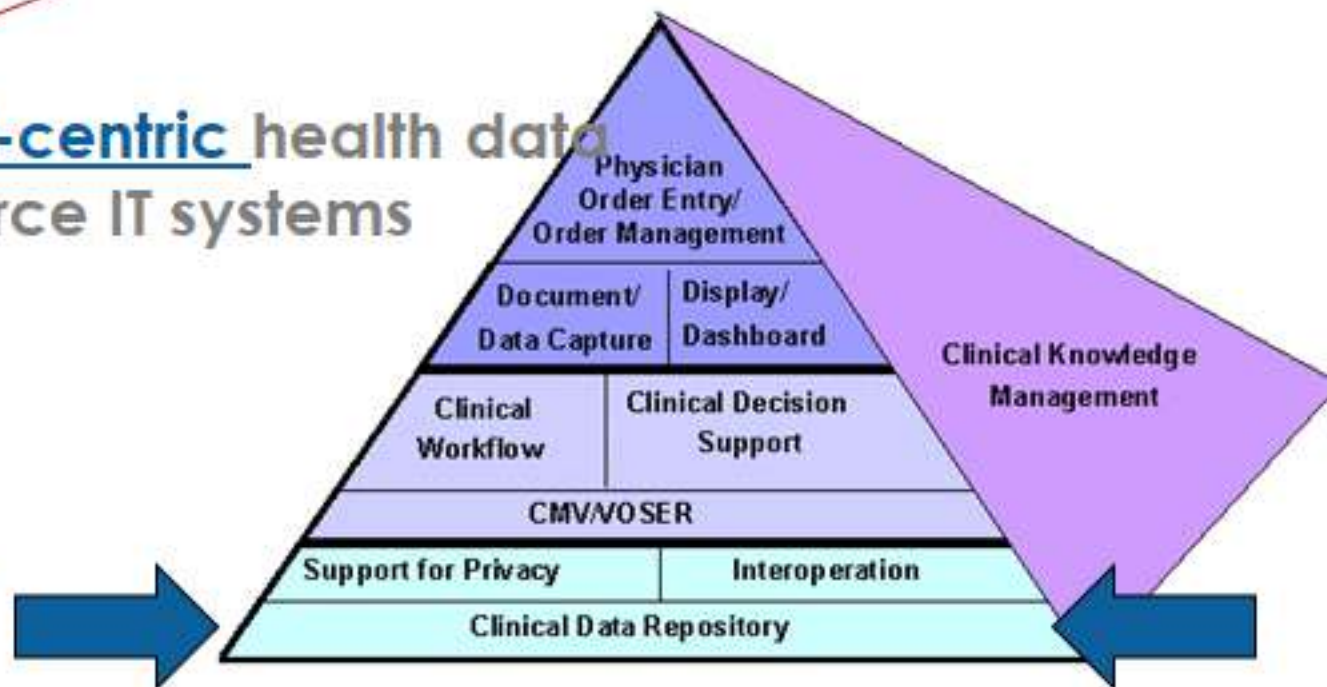 -centric health data
rce IT systems
Physician
Order Entry/
Order Management
Document/
Data Capture
Display/
Dashboard
Clinical Knowledge
Management
Clinical
Workflow
Clinical Decision
Support
CMV/VOSER
Support for Privacy
Interoperation
Clinical Data Repository